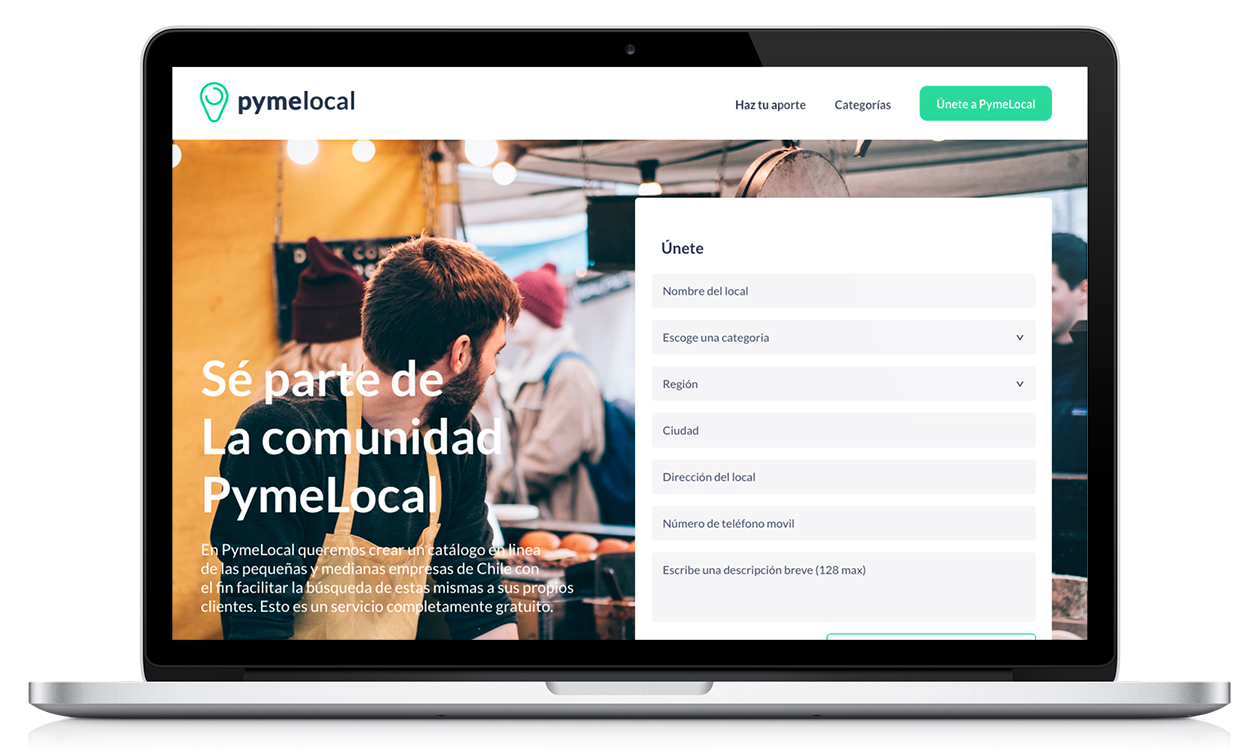 pymelocal
Haz tu aporte
Categorías
Únete a PymeLocal
Únete
Nombre del local
Escoge una categoria
Región
Ciudad
Dirección del local
Número de teléfono movil
Escribe una descripción breve (128 max)
Sé parte de
La comunidad
PymeLocal
En PymeLocal queremos crear un catálogo en linea
de las pequeñas y medianas empresas de Chile con
el fin facilitar la búsqueda de estas mismas a sus propios
clientes. Esto es un servicio completamente gratuito.